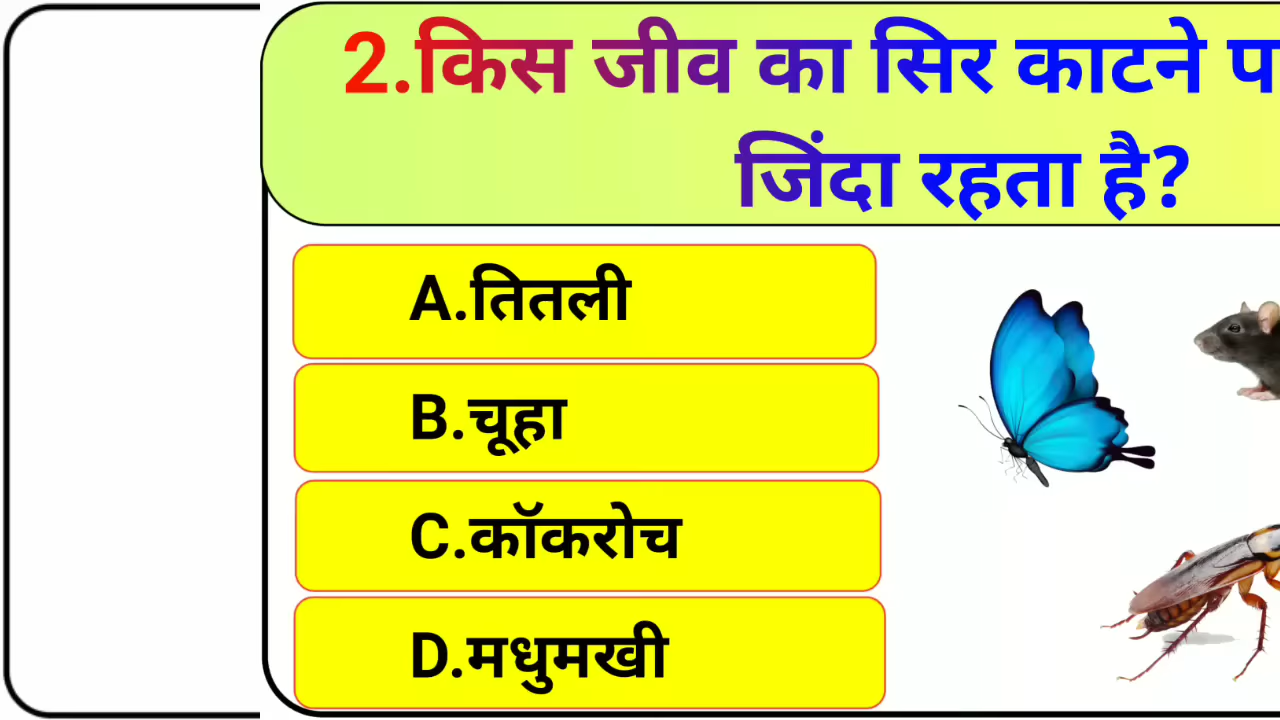 2.किस जीव का सिर काटने
जिंदा रहता है?
A.तितली
B.चूहा
C.कॉकरोच
D.मधुमखी